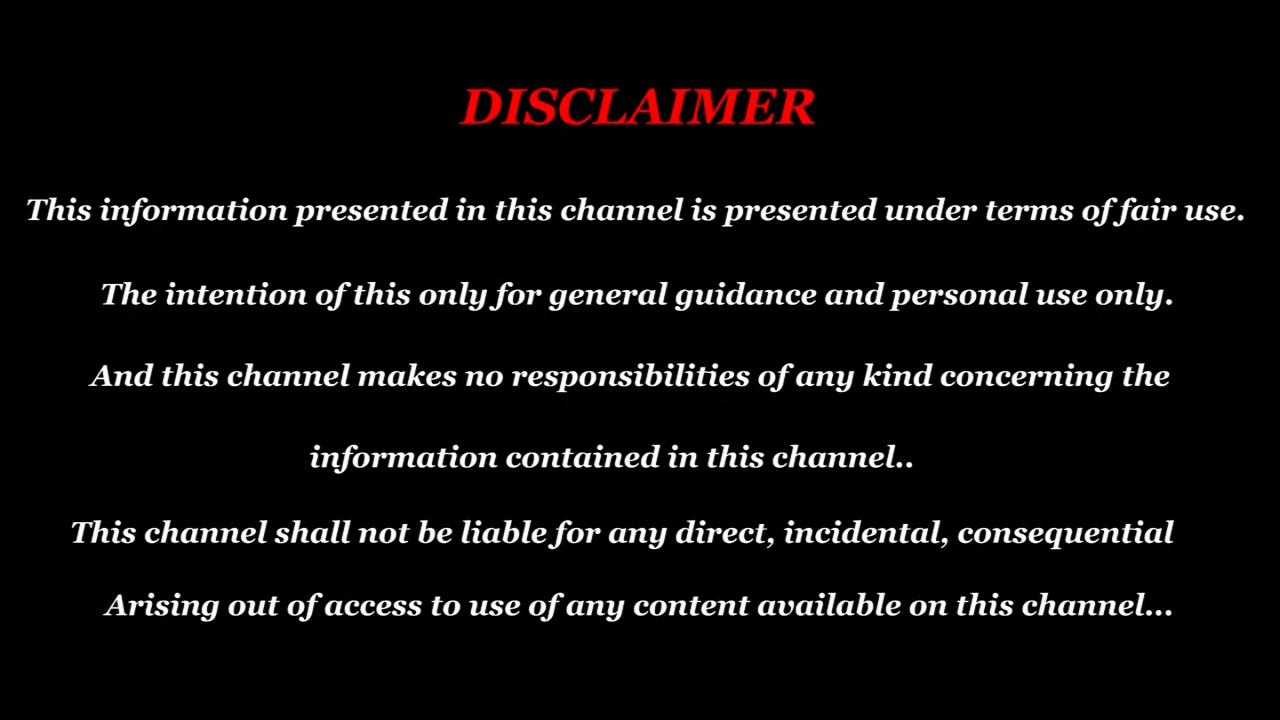 DISCLAIMER
This information presented in this channel is presented under terms of fair use.
The intention of this only for general guidance and personal use only.
And this channel makes no responsibilities of any kind concerning the
information contained in this channel..
This channel shall not be liable for any direct, incidental, consequential
Arising out of access to use of any content available on this channel...